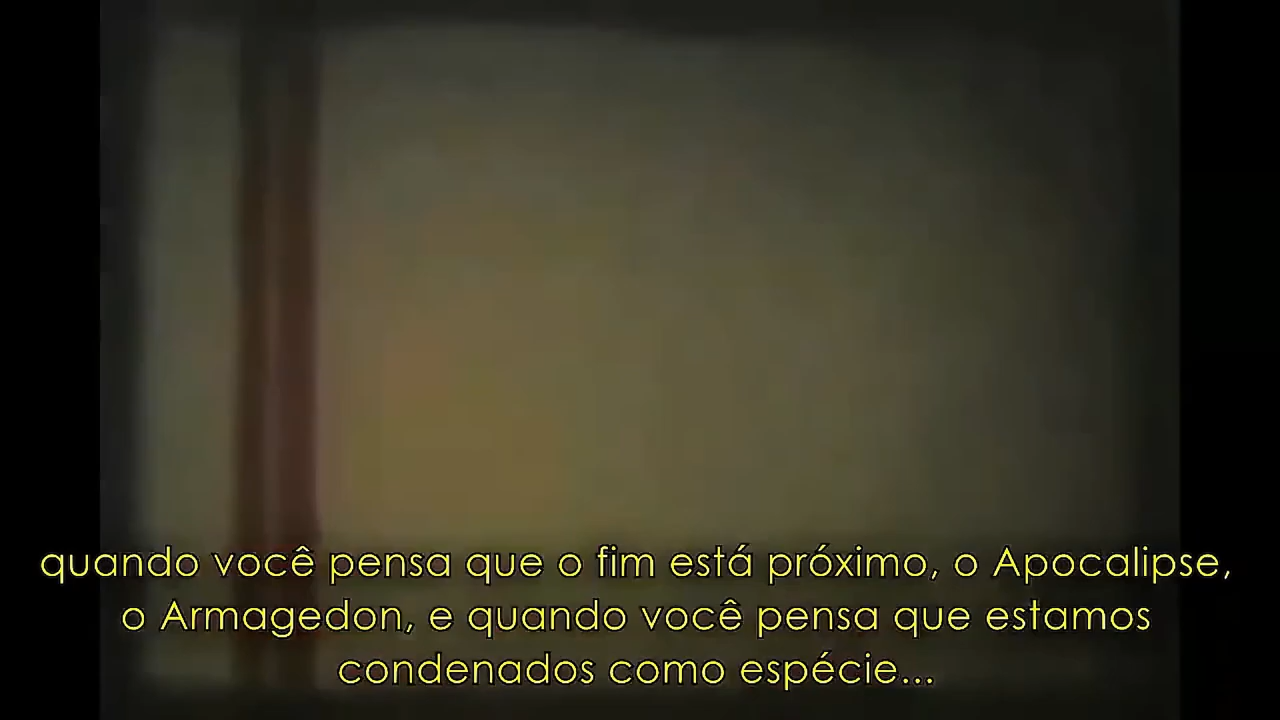 quando você pensa que o fim está próximo, o Apocalipse,
o Armagedon, e quando você pensa que estamos
condenados como espécie...